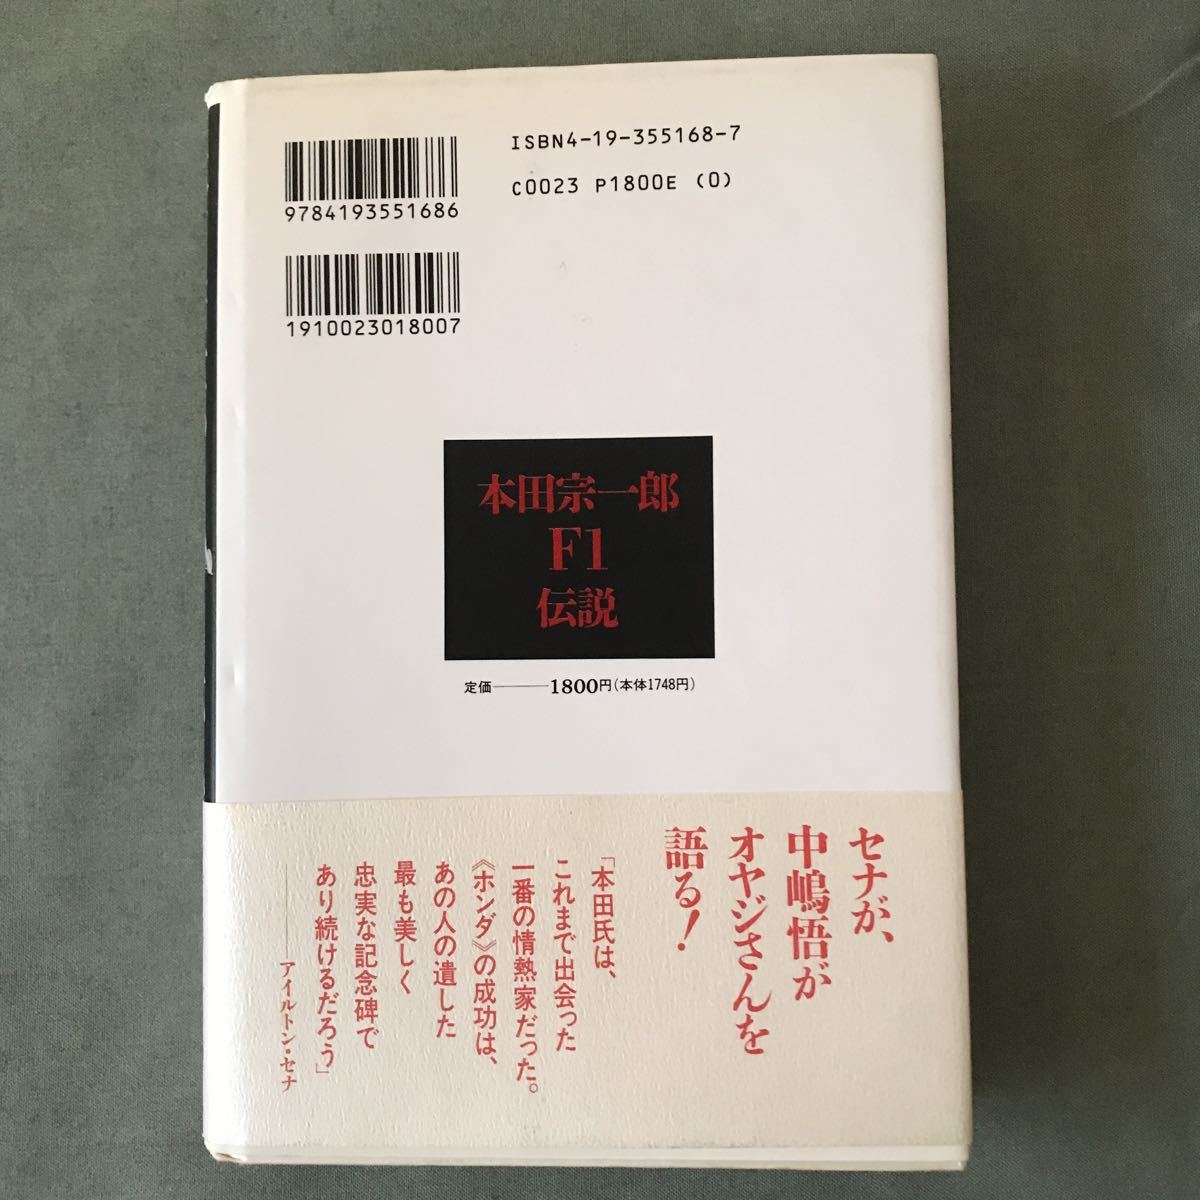 ISBN4-19-355168-7
C0023 P1800E (0)
9784193551686
1910023018007
本田宗一郎
F1
伝説
定価———1800円(本体1748円)
セナが、
中嶋悟が
オヤジさんを
語る!
「本田氏は、
これまで出会った
一番の情熱家だった。
《ホンダ》の成功は、
あの人の遺した
最も美しく
忠実な記念碑で
あり続けるだろう」
———アイルトン・セナ